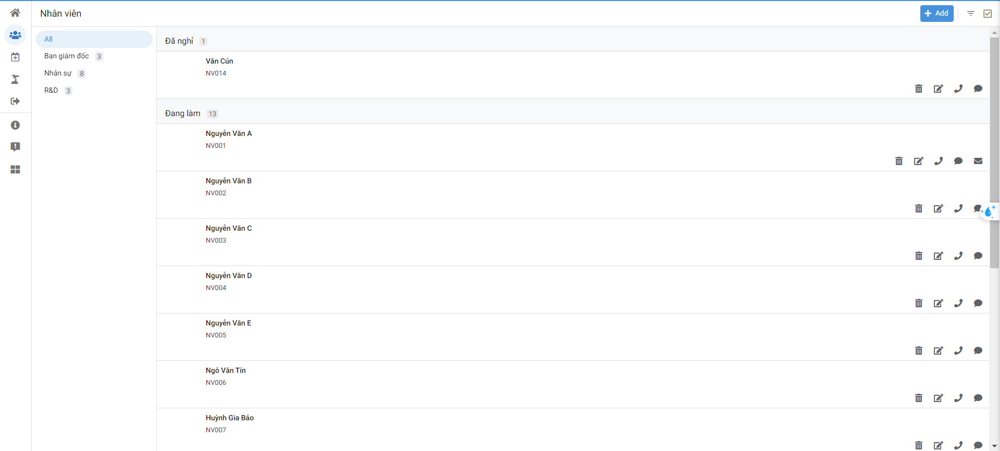 Nhân viên
Add
All
Ban giám đốc 3
Nhân sự 8
R&D 3
Đã nghỉ 1
Văn Cún
NV014
Đang làm 13
Nguyễn Văn A
NV001
Nguyễn Văn B
NV002
Nguyễn Văn C
NV003
Nguyễn Văn D
NV004
Nguyễn Văn E
NV005
Ngô Văn Tín
NV006
Huỳnh Gia Bảo
NV007